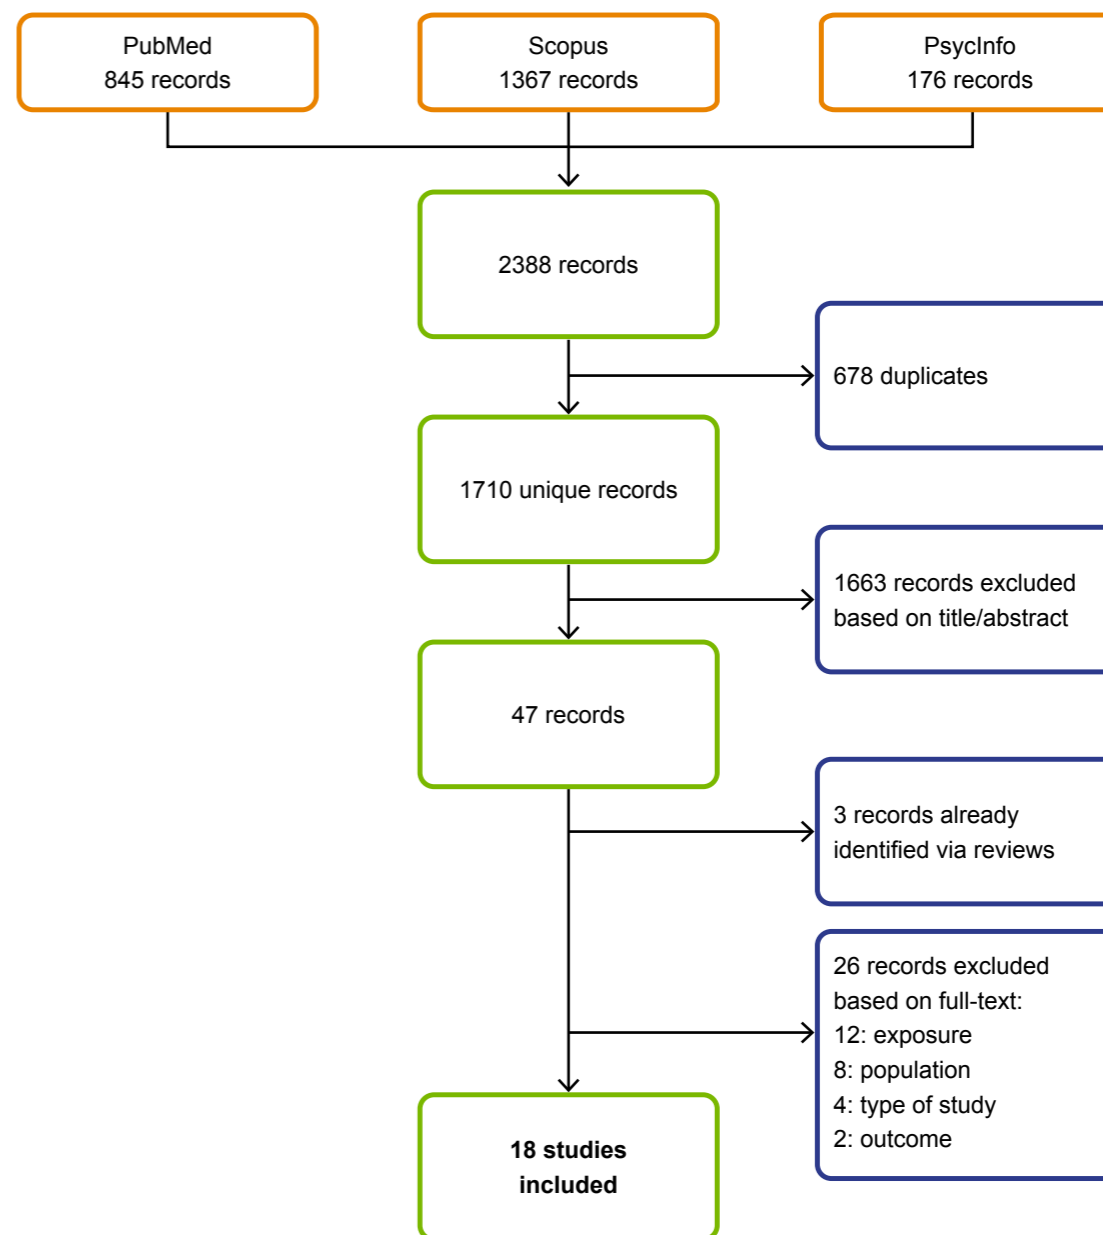 PubMed
845 records
Scopus
1367 records
PsycInfo
176 records
2388 records
678 duplicates
1710 unique records
1663 records excluded
based on title/abstract
47 records
3 records already
identified via reviews
26 records excluded
based on full-text:
12: exposure
8: population
4: type of study
2: outcome
18 studies
included